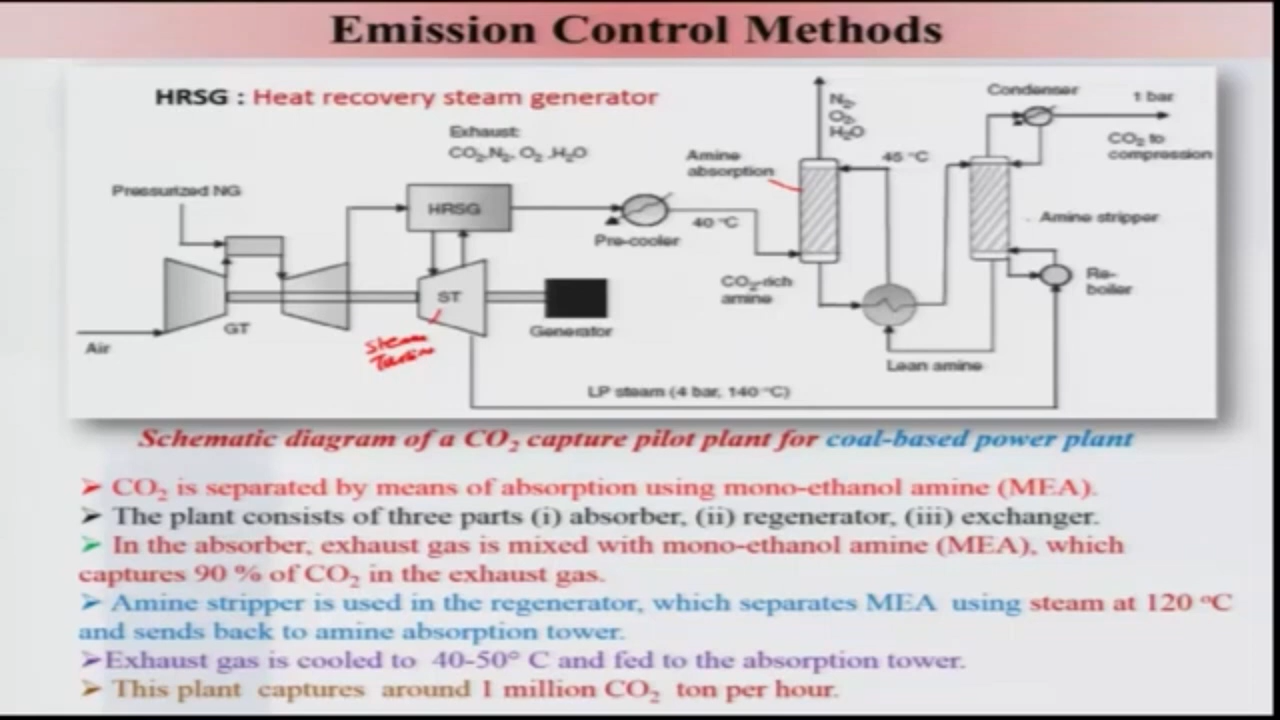 Emission Control Methods
HRSG : Heat recovery steam generator
Exhaust:
CO₂,N₂, O₂ ,H₂O
Pressurized NG
HRSG
Pre-cooler
40 °C
Amine
absorption
N₂,
O₂,
H₂O
45 °C
Condenser
1 bar
CO₂ to
compression
Amine stripper
Re-
boiler
CO₂-rich
amine
Lean amine
Air
GT
ST
Steam
Generator
LP steam (4 bar, 140 °C)
Schematic diagram of a CO₂ capture pilot plant for coal-based power plant
➤ CO₂ is separated by means of absorption using mono-ethanol amine (MEA).
➤ The plant consists of three parts (i) absorber, (ii) regenerator, (iii) exchanger.
➤ In the absorber, exhaust gas is mixed with mono-ethanol amine (MEA), which
captures 90 % of CO₂ in the exhaust gas.
➤ Amine stripper is used in the regenerator, which separates MEA using steam at 120 °C
and sends back to amine absorption tower.
➤Exhaust gas is cooled to 40-50° C and fed to the absorption tower.
➤ This plant captures around 1 million CO₂ ton per hour.